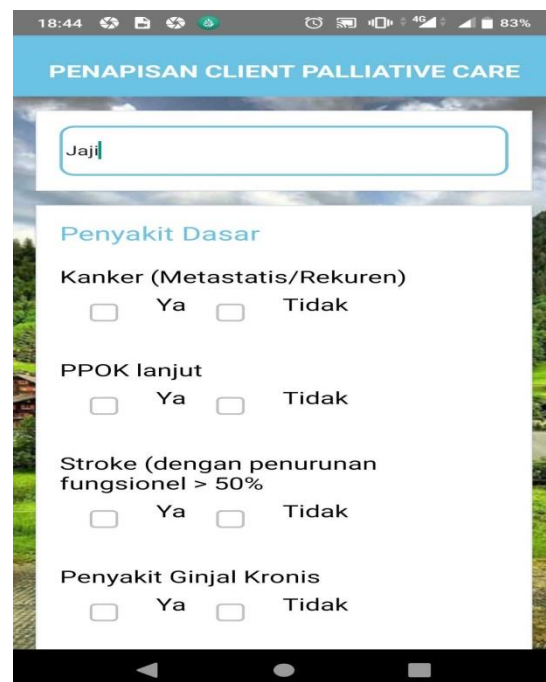 18:44 4G 83%
PENAPISAN CLIENT PALLIATIVE CARE
Jaji
Penyakit Dasar
Kanker (Metastatis/Rekuren)
Ya Tidak
PPOK lanjut
Ya Tidak
Stroke (dengan penurunan
fungsionel > 50%
Ya Tidak
Penyakit Ginjal Kronis
Ya Tidak